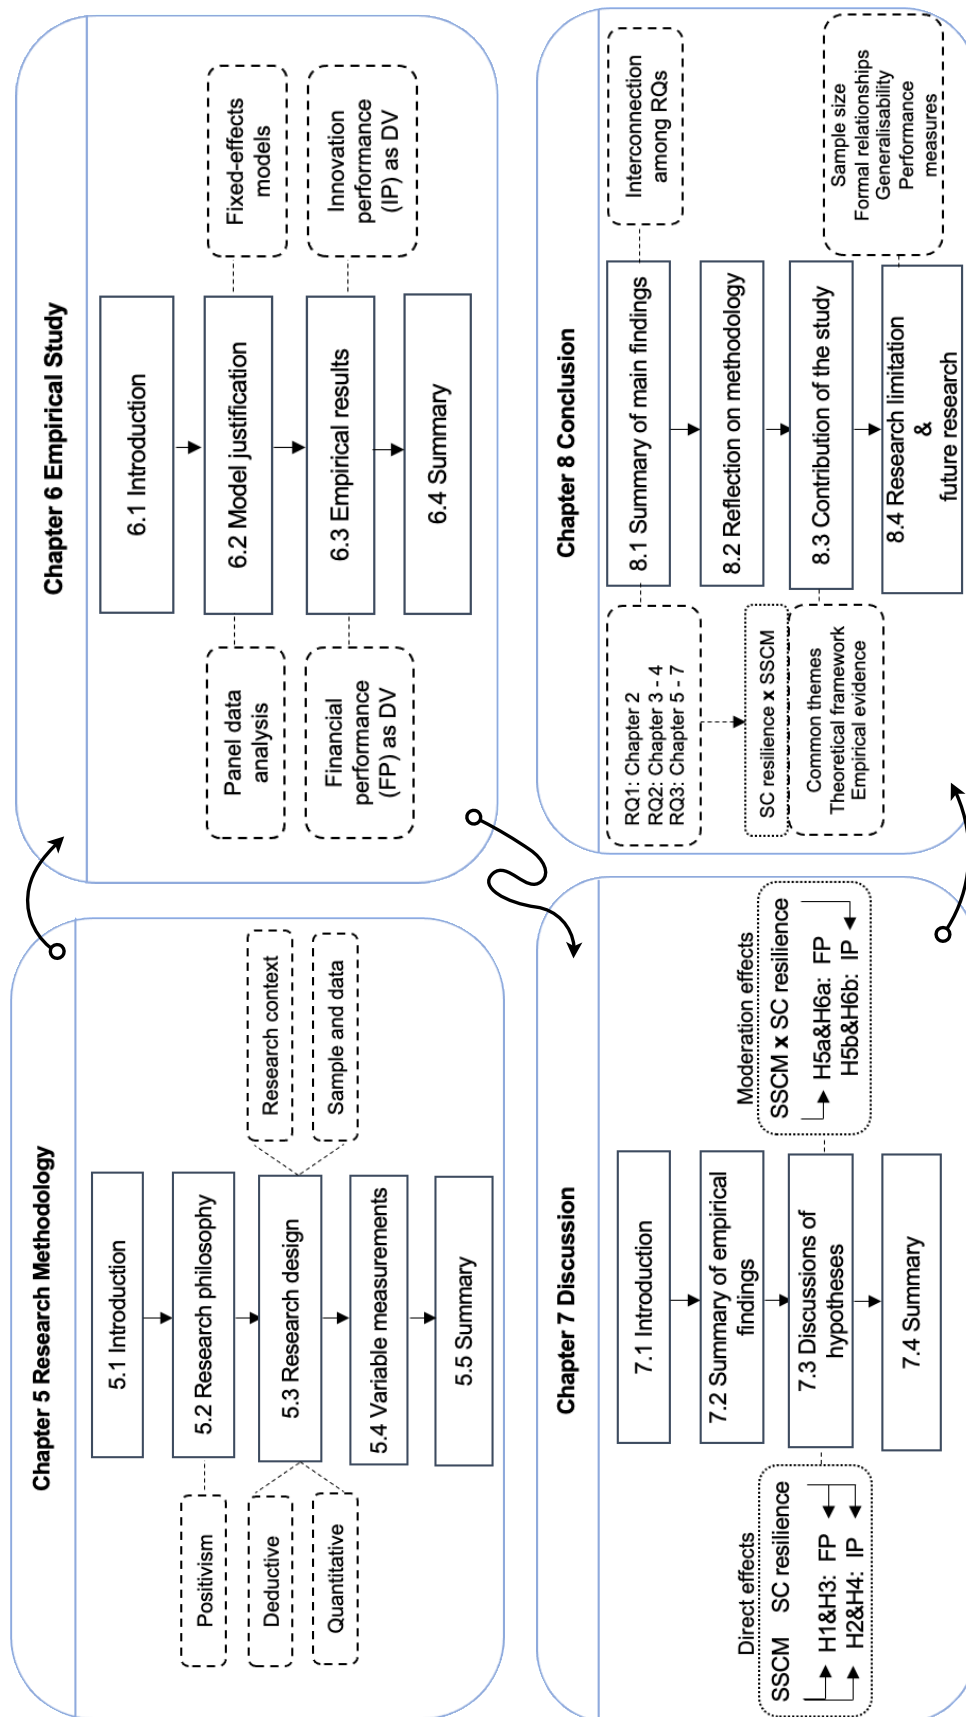 Chapter 5 Research Methodology
5.1 Introduction
5.2 Research philosophy
Positivism
5.3 Research design
Deductive
Quantitative
Research context
Sample and data
5.4 Variable measurements
5.5 Summary
Chapter 6 Empirical Study
6.1 Introduction
6.2 Model justification
Panel data
analysis
Fixed-effects
models
6.3 Empirical results
Financial
performance
(FP) as DV
Innovation
performance
(IP) as DV
6.4 Summary
Chapter 7 Discussion
7.1 Introduction
7.2 Summary of empirical
findings
7.3 Discussions of
hypotheses
Direct effects
SSCM SC resilience
H1&H3: FP
H2&H4: IP
Moderation effects
SSCM x SC resilience
H5a&H6a: FP
H5b&H6b: IP
7.4 Summary
Chapter 8 Conclusion
8.1 Summary of main findings
RQ1: Chapter 2
RQ2: Chapter 3 - 4
RQ3: Chapter 5 - 7
Interconnection
among RQs
8.2 Reflection on methodology
SC resilience x SSCM
8.3 Contribution of the study
Common themes
Theoretical framework
Empirical evidence
8.4 Research limitation
&
future research
Sample size
Formal relationships
Generalisability
Performance
measures